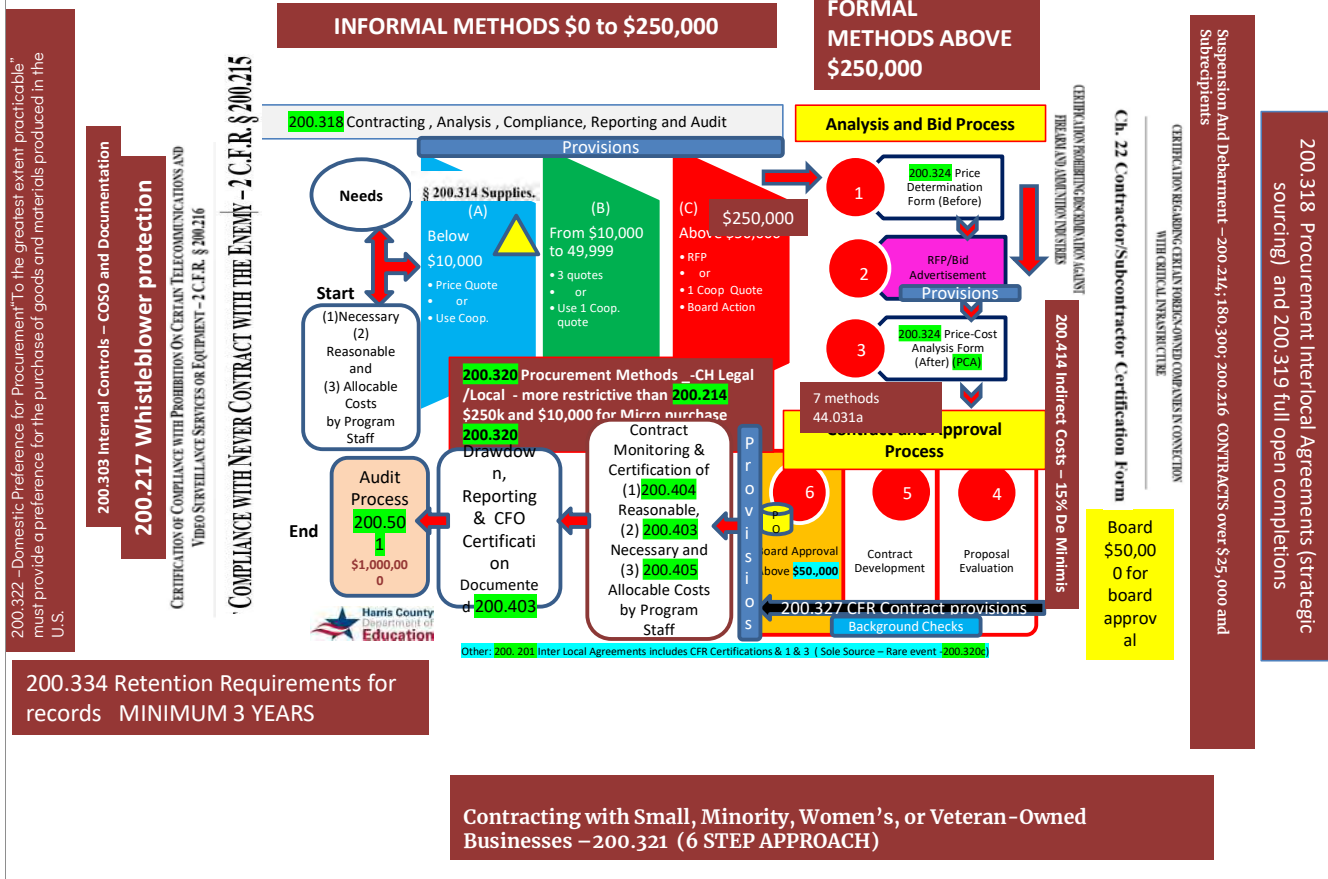 INFORMAL METHODS $0 to $250,000
FORMAL
METHODS ABOVE
$250,000
200.322 –Domestic Preference for Procurement“"To the greatest extent practicable”
must provide a preference for the purchase of goods and materials produced in the
U.S.
200.303 Internal Controls – COSO and Documentation
200.217 Whistleblower protection
CERTIFICATION OF COMPLIANCE WITH PROHIBITION ON CERTAIN TELECOMMUNICATIONS AND
VIDEO SURVEILLANCE SERVICES OR EQUIPMENT – 2 C.F.R. § 200.216
COMPLIANCE WITH NEVER CONTRACT WITH THE ENEMY – 2 C.F.R. § 200.215
200.318 Contracting , Analysis , Compliance, Reporting and Audit
Provisions
Needs
Start
(1)Necessary
(2)
Reasonable
and
(3) Allocable
Costs
by Program
Staff
§ 200.314 Supplies.
(A)
Below
$10,000
• Price Quote
• or
• Use Coop.
(B)
From $10,000
to 49,999
• 3 quotes
• or
• Use 1 Coop.
quote
(C)
$250,000
Above $50,000
• RFP
• or
• 1 Coop Quote
• Board Action
200.320 Procurement Methods _-CH Legal
/Local - more restrictive than 200.214
$250k and $10,000 for Micro purchase
200.320
Analysis and Bid Process
1
200.324 Price
Determination
Form (Before)
2
RFP/Bid
Advertisement
Provisions
3
200.324 Price-Cost
Analysis Form
(After) (PCA)
7 methods
44.031a
Contract and Approval
Process
6
5
4
PO
Board Approval
Above $50.,000
Contract
Development
Proposal
Evaluation
200.327 CFR Contract provisions
Background Checks
Provisions
Contract
Monitoring &
Certification of
(1)200.404
Reasonable,
(2) 200.403
Necessary and
(3) 200.405
Allocable Costs
by Program
Staff
Drawdow
n,
Reporting
& CFO
Certificati
on
Documente
d 200.403
Audit
Process
200.50
1
$1,000,00
0
End
Harris County
Department of
Education
Other: 200. 201 Inter Local Agreements includes CFR Certifications & 1 & 3 ( Sole Source – Rare event -200.320c)
CERTIFICATION PROHIBITING DISCRIMINATION AGAINST
FIREARM AND AMMUNITION INDUSTRIES
200.414 Indirect Costs – 15% De Minimis
Ch. 22 Contractor/Subcontractor Certification Form
CERTIFICATION REGARDING CERTAIN FOREIGN-OWNED COMPANIES IN CONNECTION
WITH CRITICAL INFRASTRUCTURE
Board
$50,00
0 for
board
approv
al
Suspension And Debarment – 200.214; 180.300; 200.216 CONTRACTS over $25,000 and
Subrecipients
200.318 Procurement Interlocal Agreements (strategic
sourcing) and 200.319 full open completions
200.334 Retention Requirements for
records MINIMUM 3 YEARS
Contracting with Small, Minority, Women’s, or Veteran-Owned
Businesses –200.321 (6 STEP APPROACH)